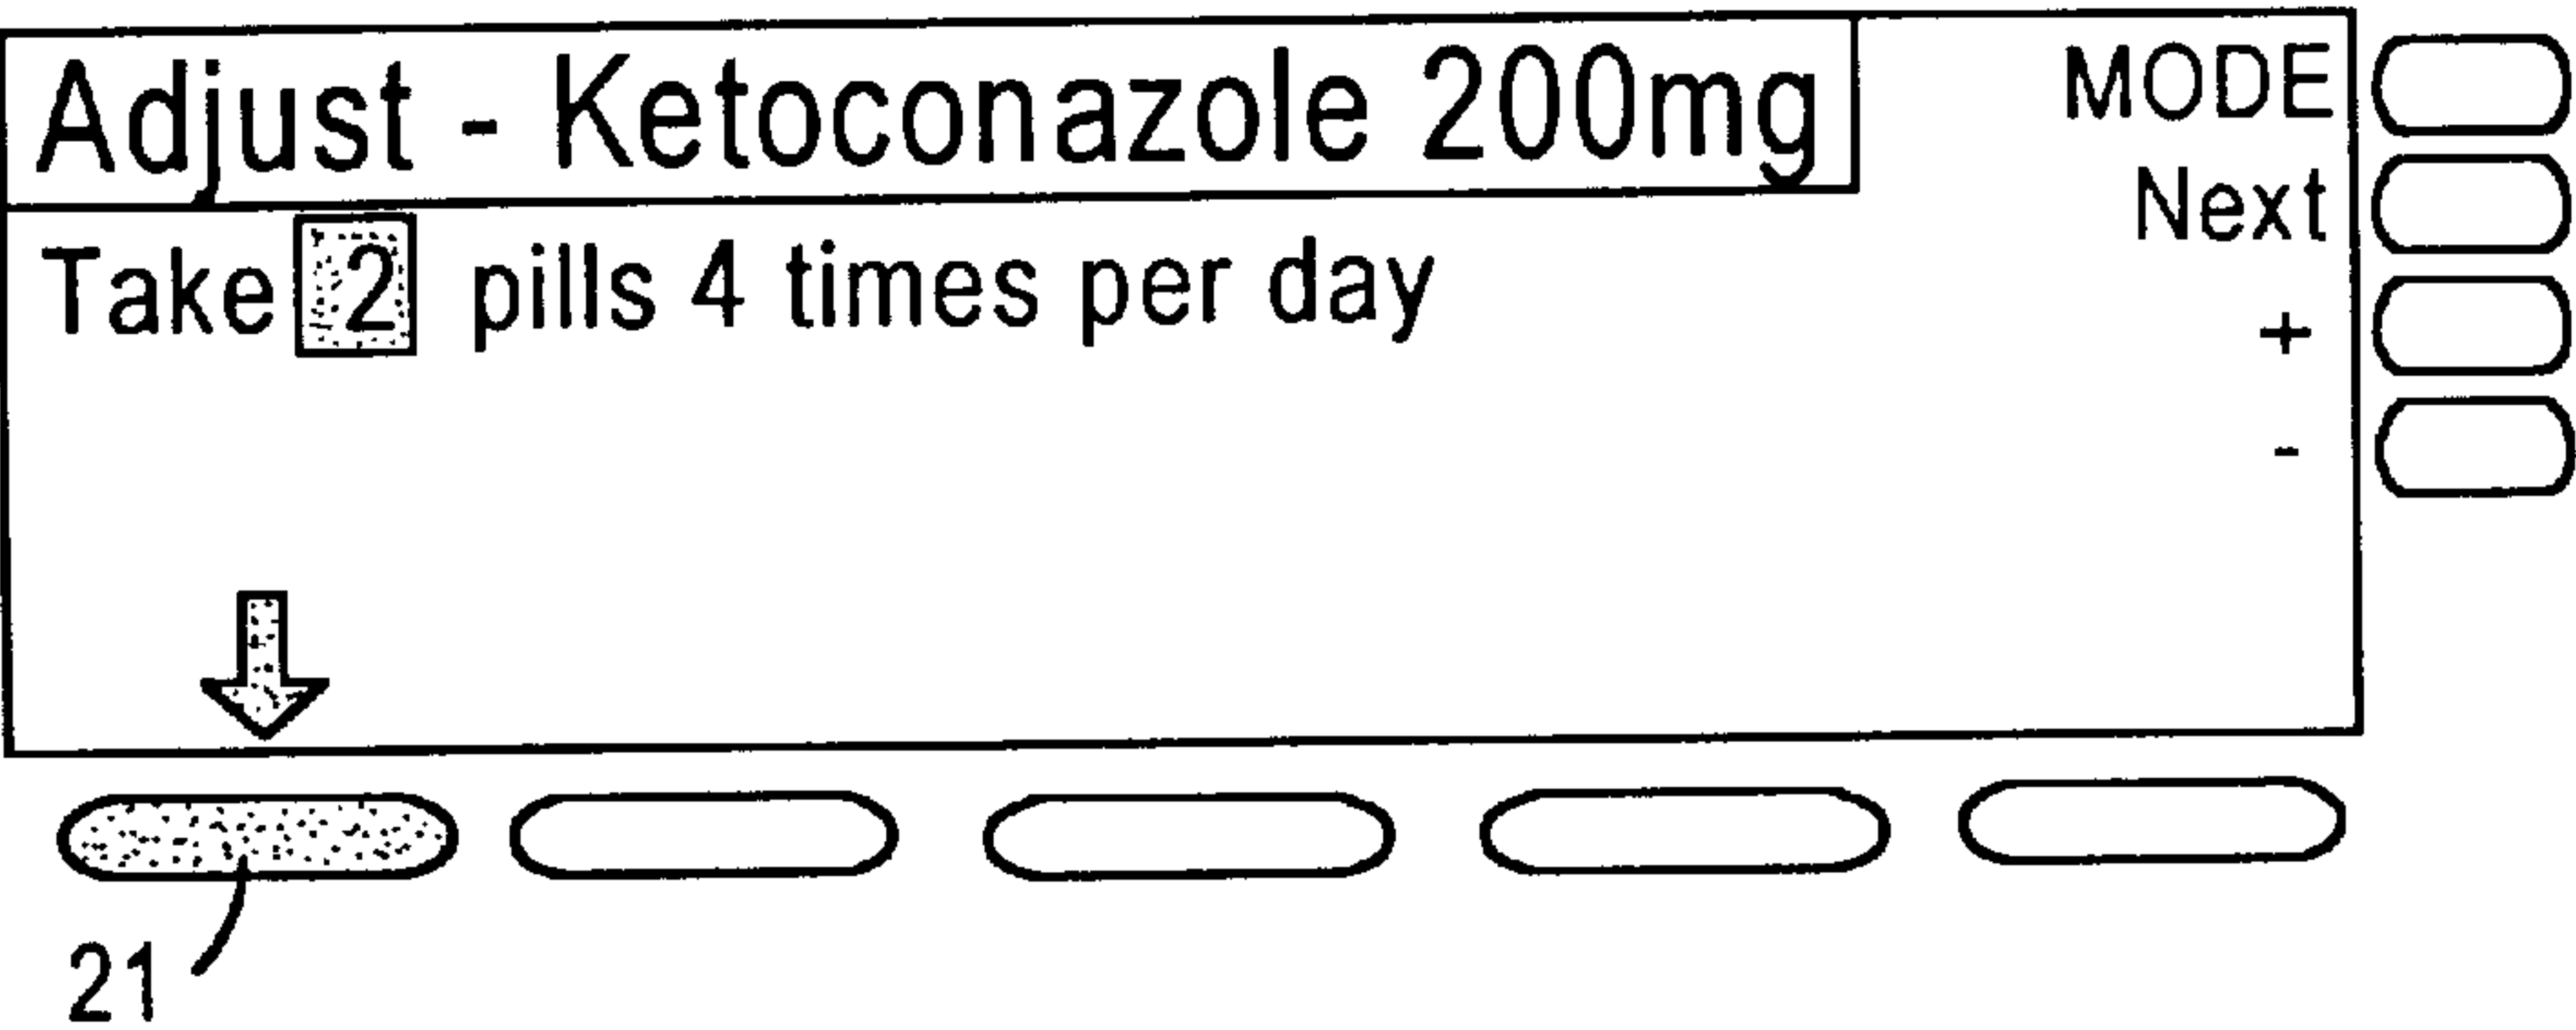 Adjust - Ketoconazole 200mg
MODE
Next
Take 2 pills 4 times per day
+
-
21